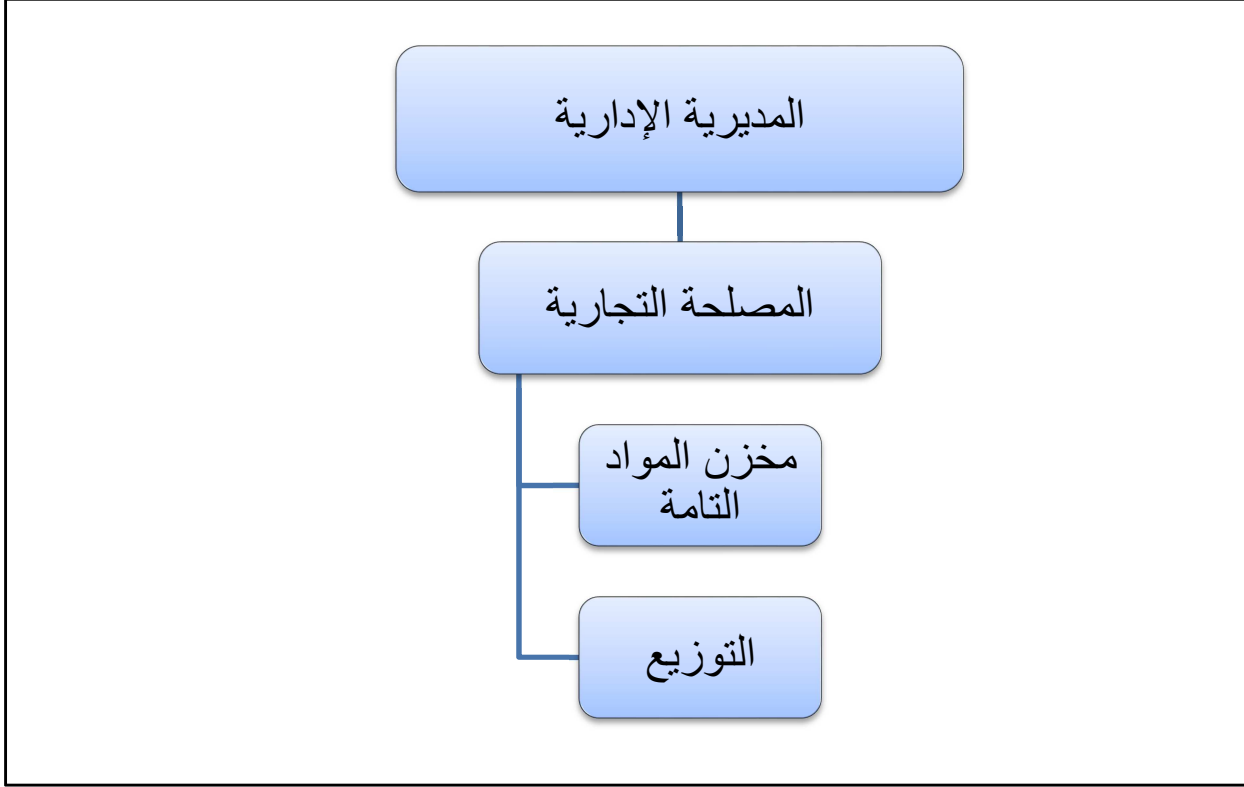 المديرية الإدارية
المصلحة التجارية
مخزن المواد
التامة
التوزيع